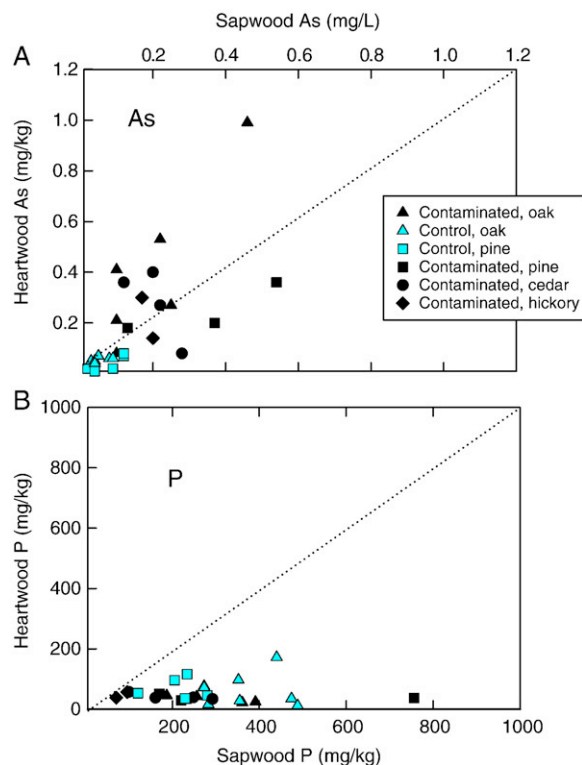 Sapwood As (mg/L)
0.2 0.4 0.6 0.8 1.0 1.2
A
1.2
As
1.0
0.8
0.6
0.4
0.2
Heartwood As (mg/kg)
Contaminated, oak
Control, oak
Control, pine
Contaminated, pine
Contaminated, cedar
Contaminated, hickory
B
1000
P
800
600
400
200
0
Heartwood P (mg/kg)
200 400 600 800 1000
Sapwood P (mg/kg)